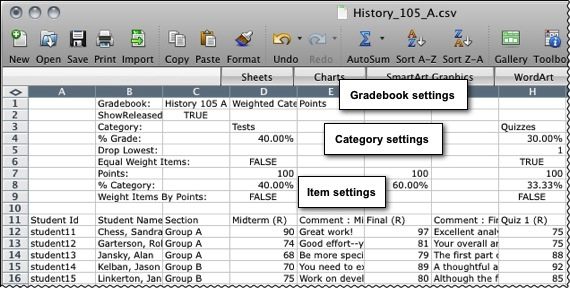 History_105_A.csv
New Open Save Print Import Copy Paste Format Undo Redo AutoSum Sort A-Z Sort Z-A Gallery Toolbo
Sheets Charts SmartArt Graphics WordArt
Gradebook settings
A B C D E H
1 Gradebook: History 105 A Weighted Cate Points
2 ShowReleased TRUE
3 Category: Tests Quizzes
Category settings
4 % Grade: 40.00% 30.00%
5 Drop Lowest: 1
6 Equal Weight Items: FALSE TRUE
7 Points: 100 100 100
8 % Category: 40.00% 60.00% 33.33%
Item settings
9 Weight Items By Points: FALSE FALSE
10
11 Student Id Student Name Section Midterm (R) Comment : Mi Final (R) Comment : Fin Quiz 1 (R)
12 student11 Chess, Sandra Group A 90 Great work! 97 Excellent analy 75
13 student12 Garterson, Rol Group A 74 Good effort--y 81 Your overall ar 75
14 student13 Jansky, Alan Group A 68 Be more speci 79 The first part o 88
15 student14 Kelban, Jason Group B 70 You need to e 89 A thoughtful a 92
16 student15 Linkerton, Jan Group B 75 Work on devel 80 Although the f 85